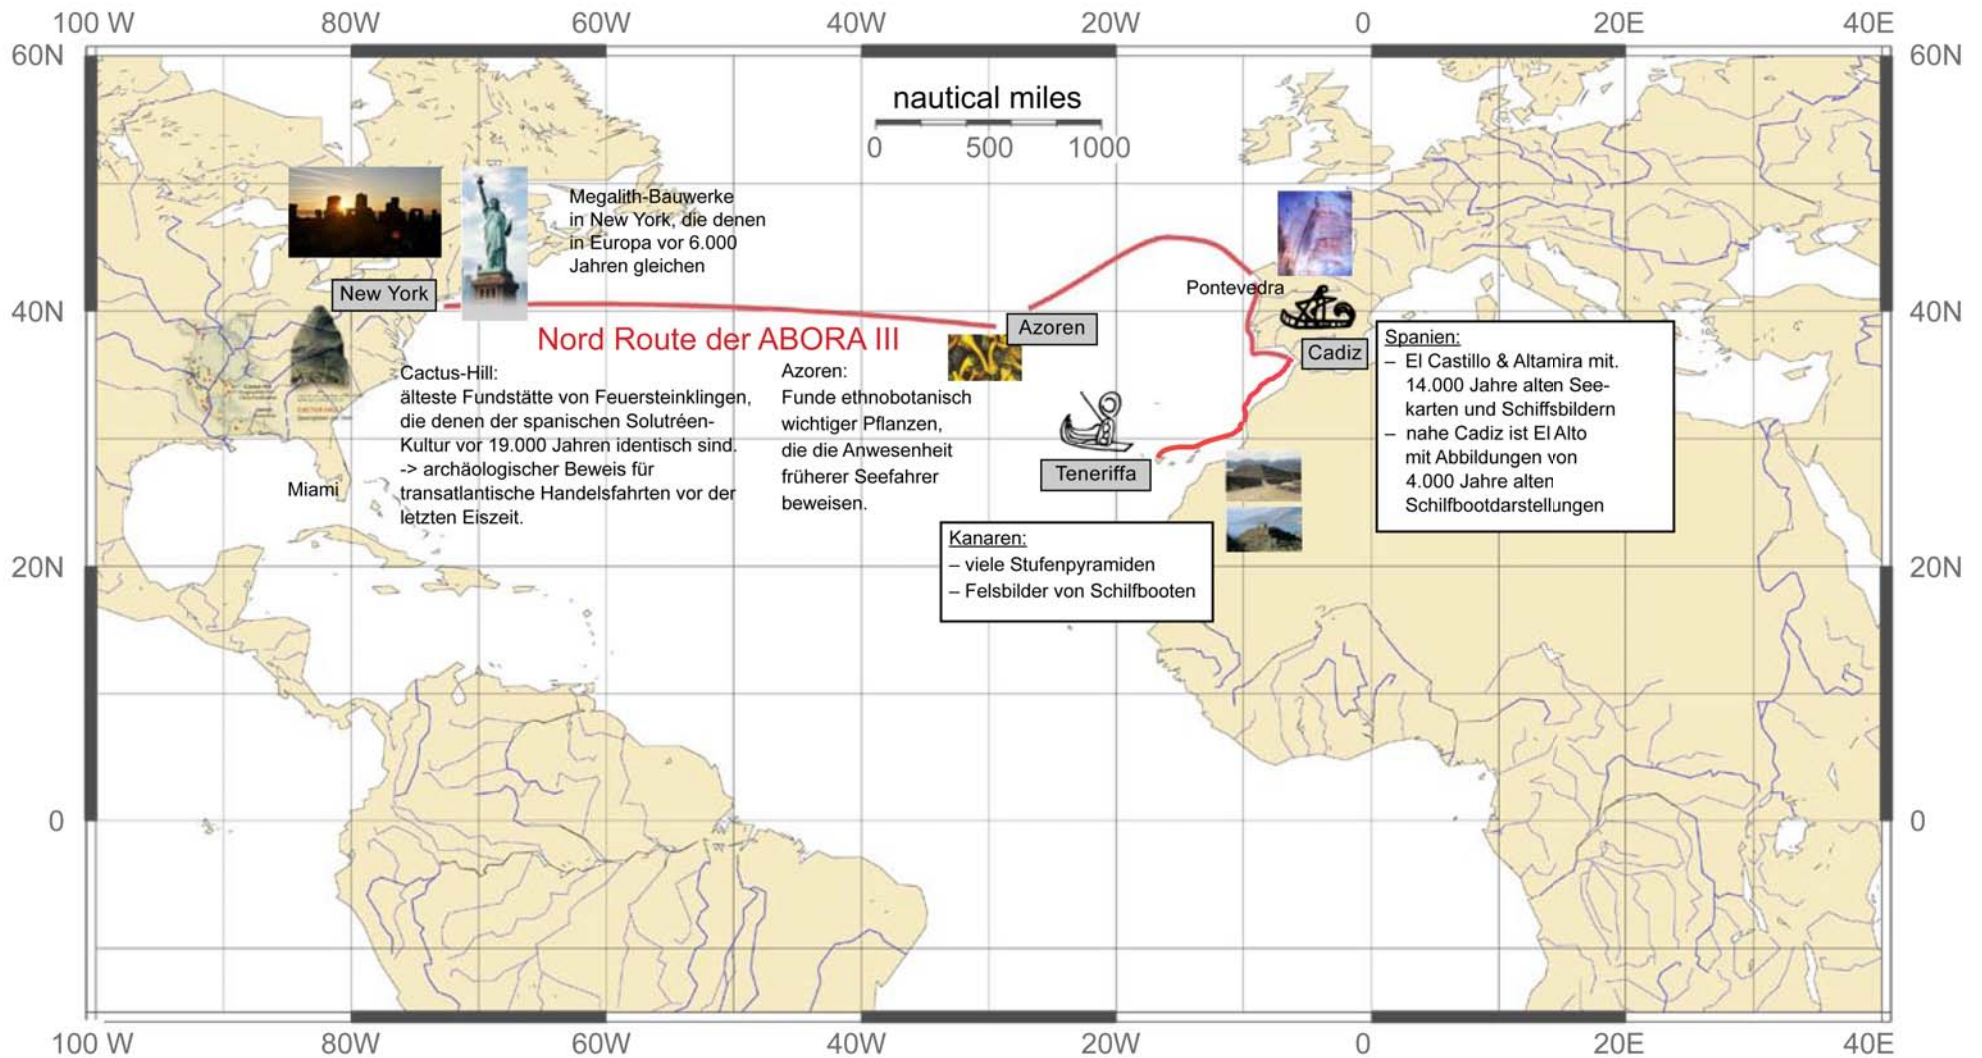 100 W 80W 60W 40W 20W 0 20E 40E
60N 60N
nautical miles
0 500 1000
Megalith-Bauwerke
in New York, die denen
in Europa vor 6.000
Jahren gleichen
New York
Pontevedra
40N 40N
Nord Route der ABORA III
Azoren
Cadiz
Cactus-Hill:
älteste Fundstätte von Feuersteinklingen,
die denen der spanischen Solutréen-
Kultur vor 19.000 Jahren identisch sind.
-> archäologischer Beweis für
transatlantische Handelsfahrten vor der
letzten Eiszeit.
Azoren:
Funde ethnobotanisch
wichtiger Pflanzen,
die die Anwesenheit
früherer Seefahrer
beweisen.
Spanien:
– El Castillo & Altamira mit.
14.000 Jahre alten See-
karten und Schiffsbildern
– nahe Cadiz ist El Alto
mit Abbildungen von
4.000 Jahre alten
Schilfbootdarstellungen
Teneriffa
Miami
Kanaren:
– viele Stufenpyramiden
– Felsbilder von Schilfbooten
20N 20N
0 0
100 W 80W 60W 40W 20W 0 20E 40E